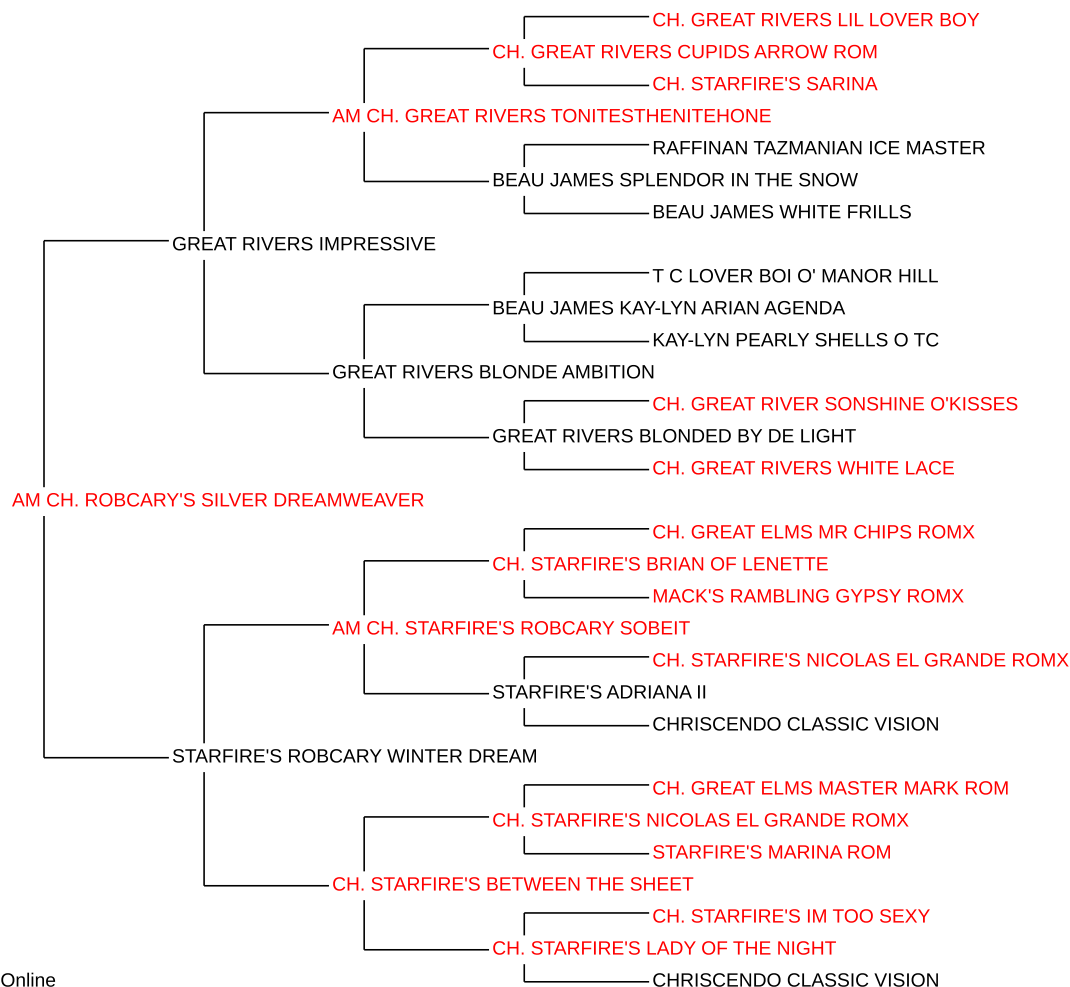 CH. GREAT RIVERS LIL LOVER BOY
CH. GREAT RIVERS CUPIDS ARROW ROM
CH. STARFIRE'S SARINA
AM CH. GREAT RIVERS TONITESTHENITEHONE
RAFFINAN TAZMANIAN ICE MASTER
BEAU JAMES SPLENDOR IN THE SNOW
BEAU JAMES WHITE FRILLS
GREAT RIVERS IMPRESSIVE
T C LOVER BOI O' MANOR HILL
BEAU JAMES KAY-LYN ARIAN AGENDA
KAY-LYN PEARLY SHELLS O TC
GREAT RIVERS BLONDE AMBITION
CH. GREAT RIVER SONSHINE O'KISSES
GREAT RIVERS BLONDED BY DE LIGHT
CH. GREAT RIVERS WHITE LACE
AM CH. ROBCARY'S SILVER DREAMWEAVER
CH. GREAT ELMS MR CHIPS ROMX
CH. STARFIRE'S BRIAN OF LENETTE
MACK'S RAMBLING GYPSY ROMX
AM CH. STARFIRE'S ROBCARY SOBEIT
CH. STARFIRE'S NICOLAS EL GRANDE ROMX
STARFIRE'S ADRIANA II
CHRISCENDO CLASSIC VISION
STARFIRE'S ROBCARY WINTER DREAM
CH. GREAT ELMS MASTER MARK ROM
CH. STARFIRE'S NICOLAS EL GRANDE ROMX
STARFIRE'S MARINA ROM
CH. STARFIRE'S BETWEEN THE SHEET
CH. STARFIRE'S IM TOO SEXY
CH. STARFIRE'S LADY OF THE NIGHT
CHRISCENDO CLASSIC VISION
Online